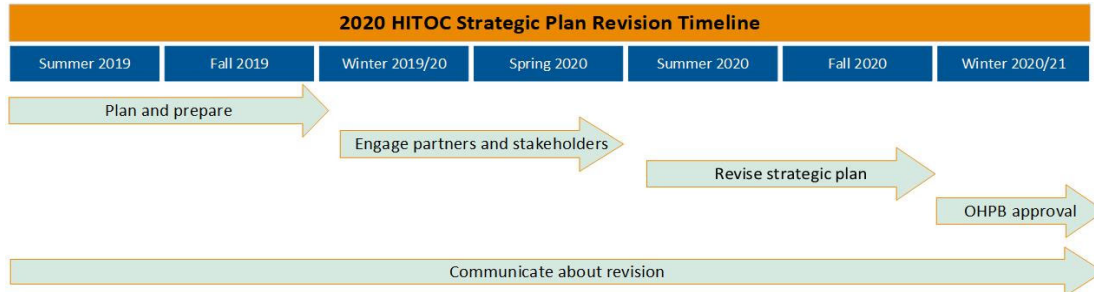 2020 HITOC Strategic Plan Revision Timeline
Summer 2019 Fall 2019 Winter 2019/20 Spring 2020 Summer 2020 Fall 2020 Winter 2020/21
Plan and prepare
Engage partners and stakeholders
Revise strategic plan
OHPB approval
Communicate about revision